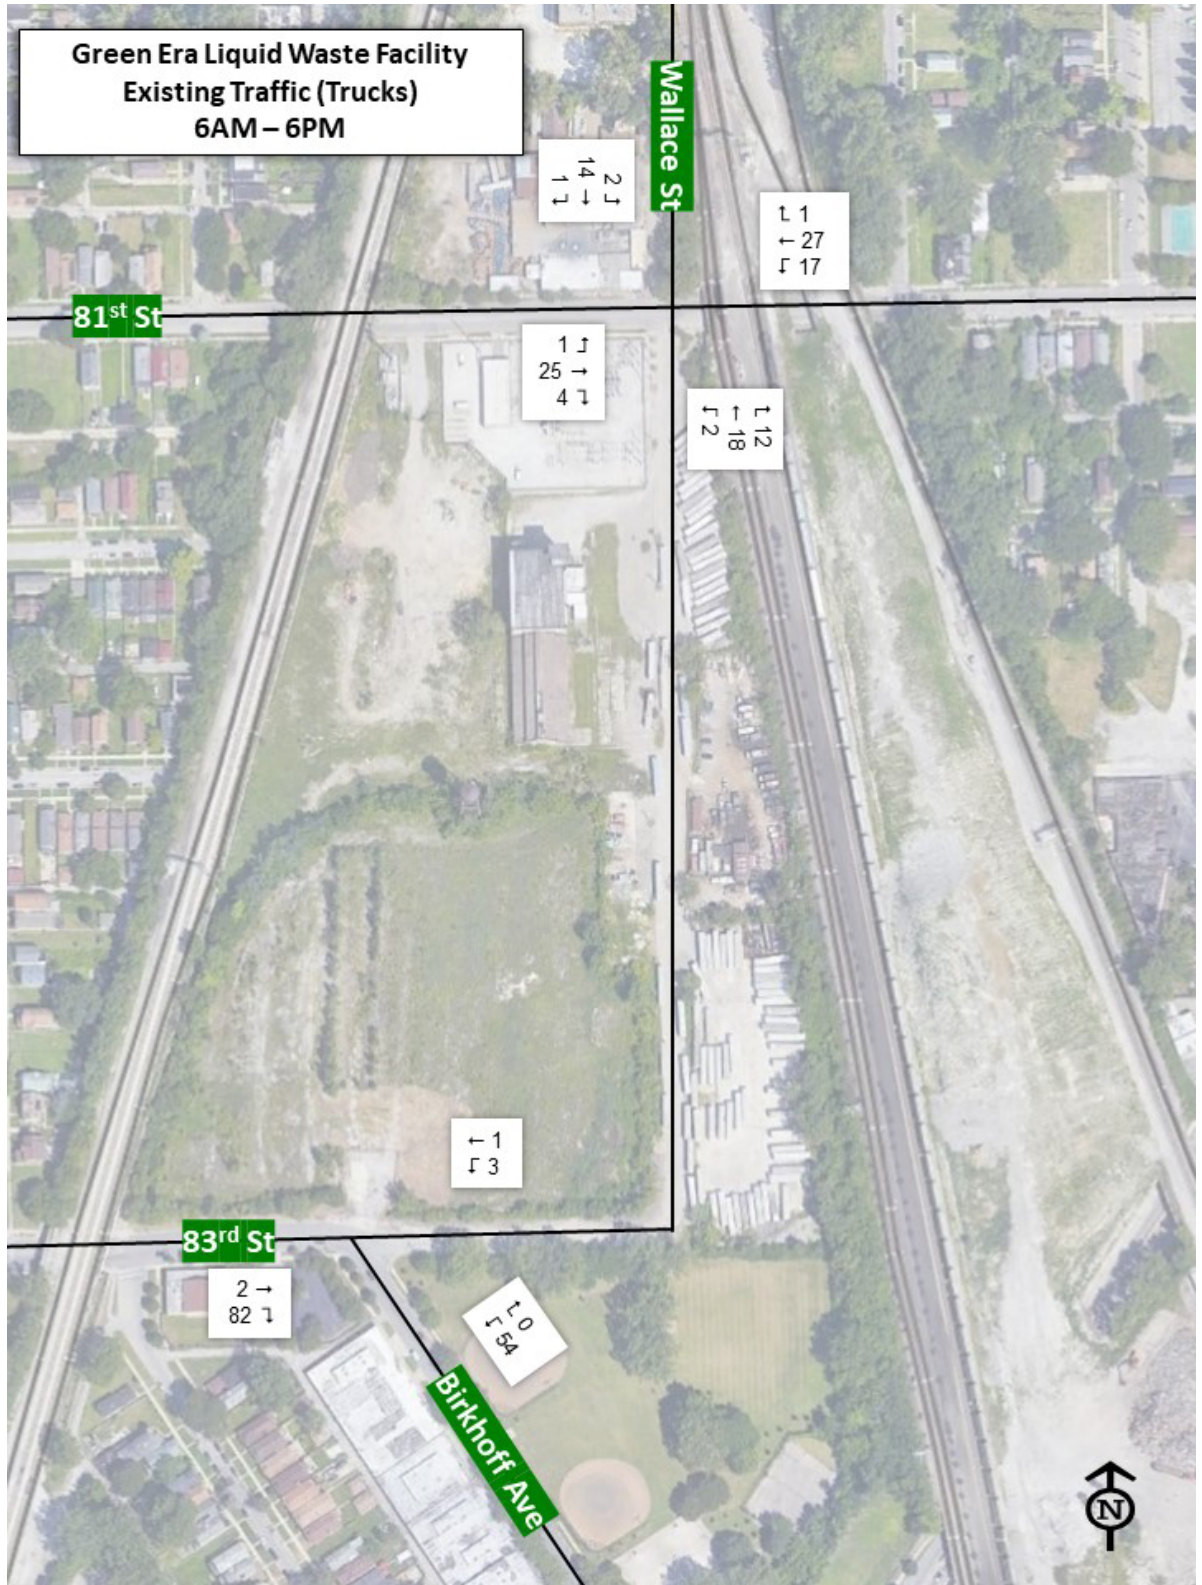 Green Era Liquid Waste Facility
Existing Traffic (Trucks)
6AM – 6PM
Wallace St
2 ⮥
14 →
1 ⮧
↰ 1
← 27
↲ 17
81st St
1 ⮥
25 →
4 ⮧
↰ 12
← 18
↲ 2
← 1
↲ 3
83rd St
2 →
82 ⮧
↰ 0
↲ 54
Birkhoff Ave
N